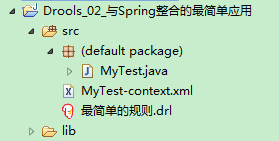 Drools_02_与Spring整合的最简单应用
src
(default package)
MyTest.java
MyTest-context.xml
最简单的规则.drl
lib